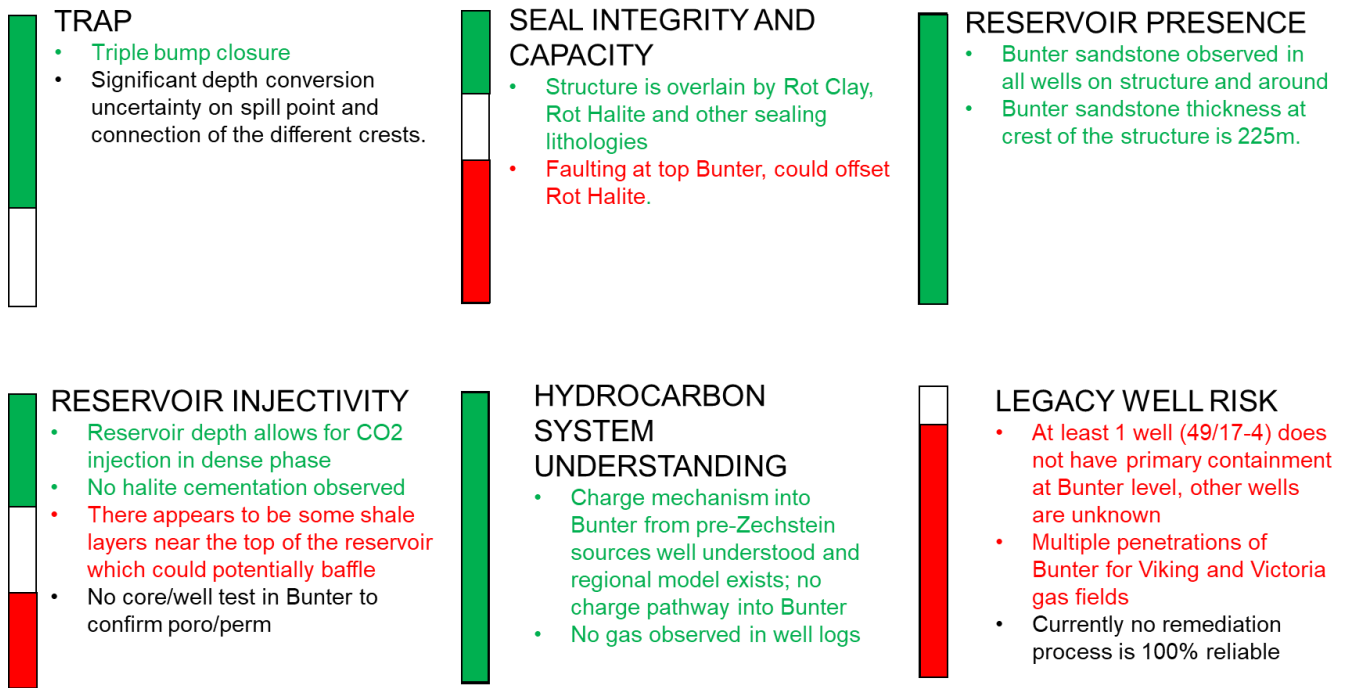 TRAP
• Triple bump closure
• Significant depth conversion
uncertainty on spill point and
connection of the different crests.
SEAL INTEGRITY AND
CAPACITY
• Structure is overlain by Rot Clay,
Rot Halite and other sealing
lithologies
• Faulting at top Bunter, could offset
Rot Halite.
RESERVOIR PRESENCE
• Bunter sandstone observed in
all wells on structure and around
• Bunter sandstone thickness at
crest of the structure is 225m.
RESERVOIR INJECTIVITY
• Reservoir depth allows for CO2
injection in dense phase
• No halite cementation observed
• There appears to be some shale
layers near the top of the reservoir
which could potentially baffle
• No core/well test in Bunter to
confirm poro/perm
HYDROCARBON
SYSTEM
UNDERSTANDING
• Charge mechanism into
Bunter from pre-Zechstein
sources well understood and
regional model exists; no
charge pathway into Bunter
• No gas observed in well logs
LEGACY WELL RISK
• At least 1 well (49/17-4) does
not have primary containment
at Bunter level, other wells
are unknown
• Multiple penetrations of
Bunter for Viking and Victoria
gas fields
• Currently no remediation
process is 100% reliable